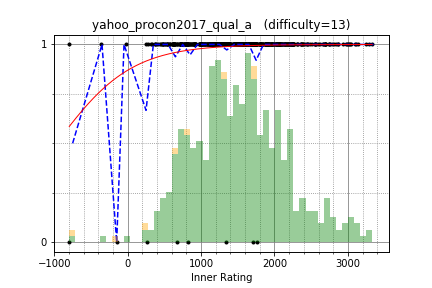 yahoo_procon2017_qual_a (difficulty=13)
1
0
-1000 0 1000 2000 3000
Inner Rating